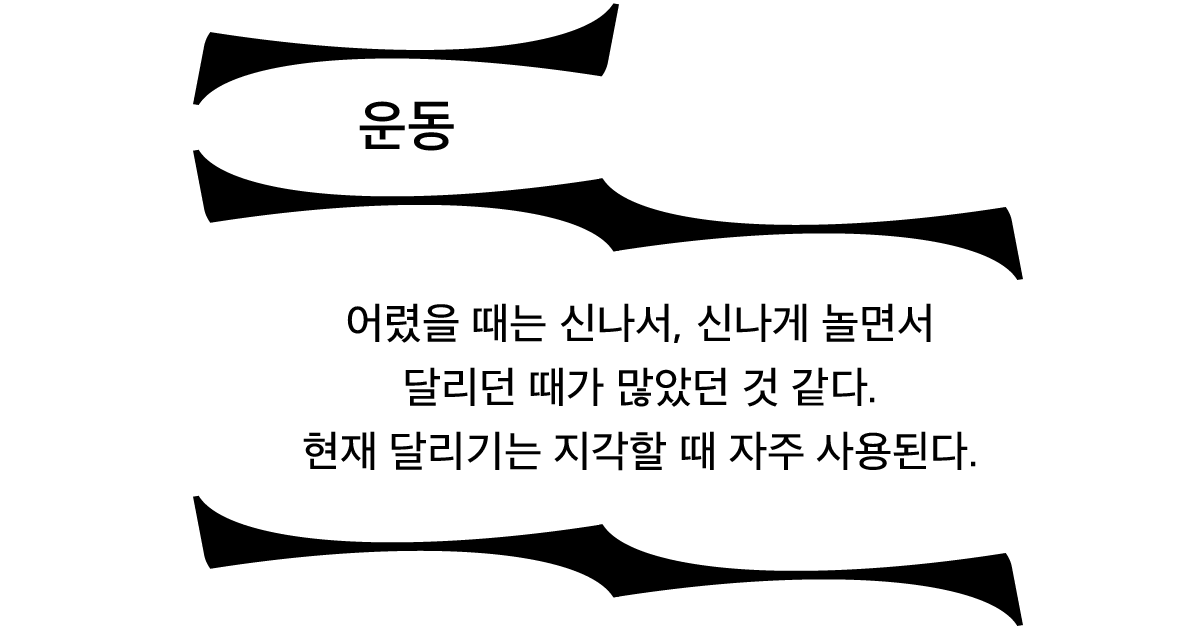 운동
어렸을 때는 신나서, 신나게 놀면서
달리던 때가 많았던 것 같다.
현재 달리기는 지각할 때 자주 사용된다.